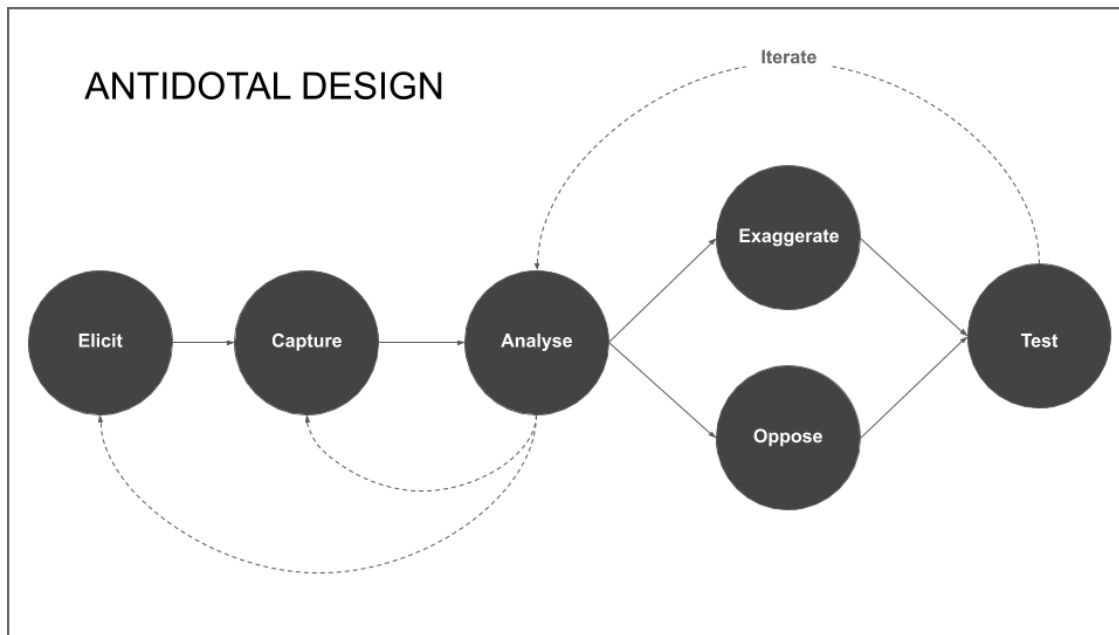 ANTIDOTAL DESIGN
Iterate
Exaggerate
Elicit
Capture
Analyse
Test
Oppose